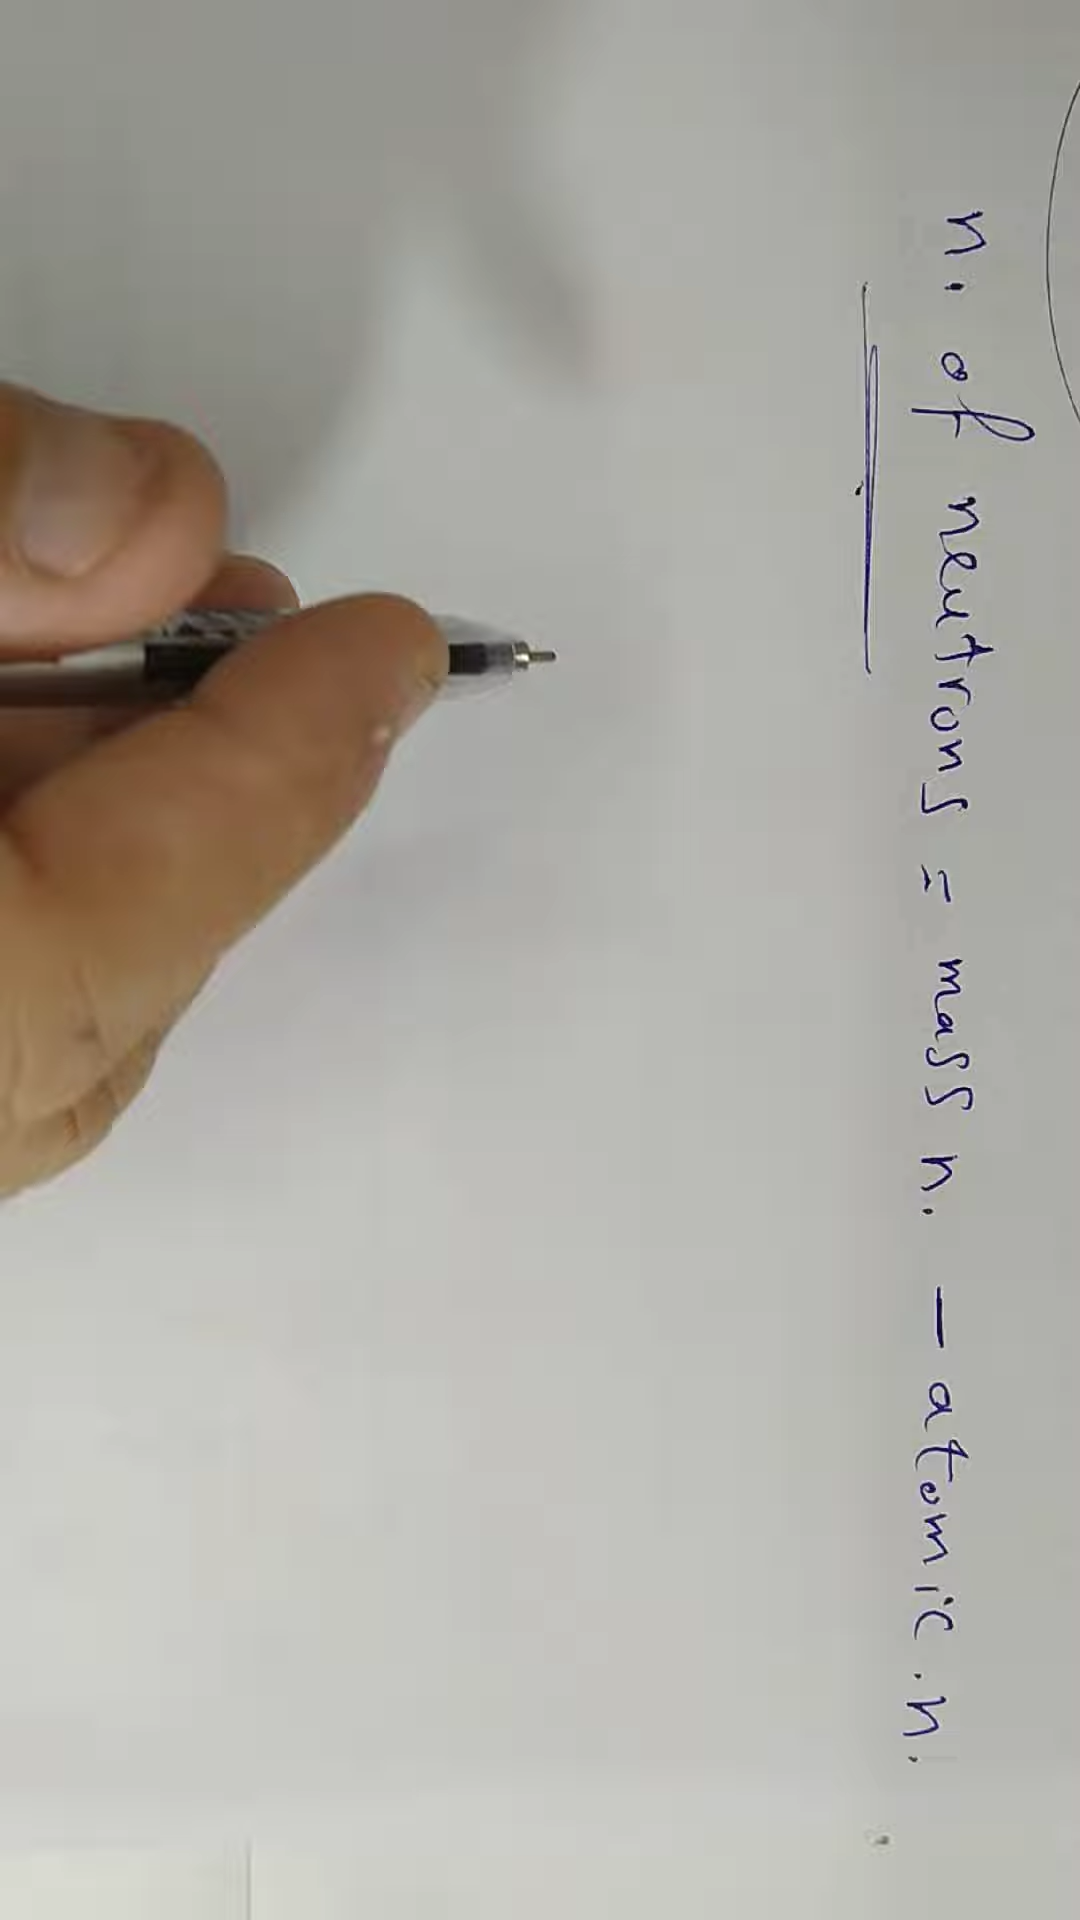 n. of neutrons = mass n. - atomic. n.